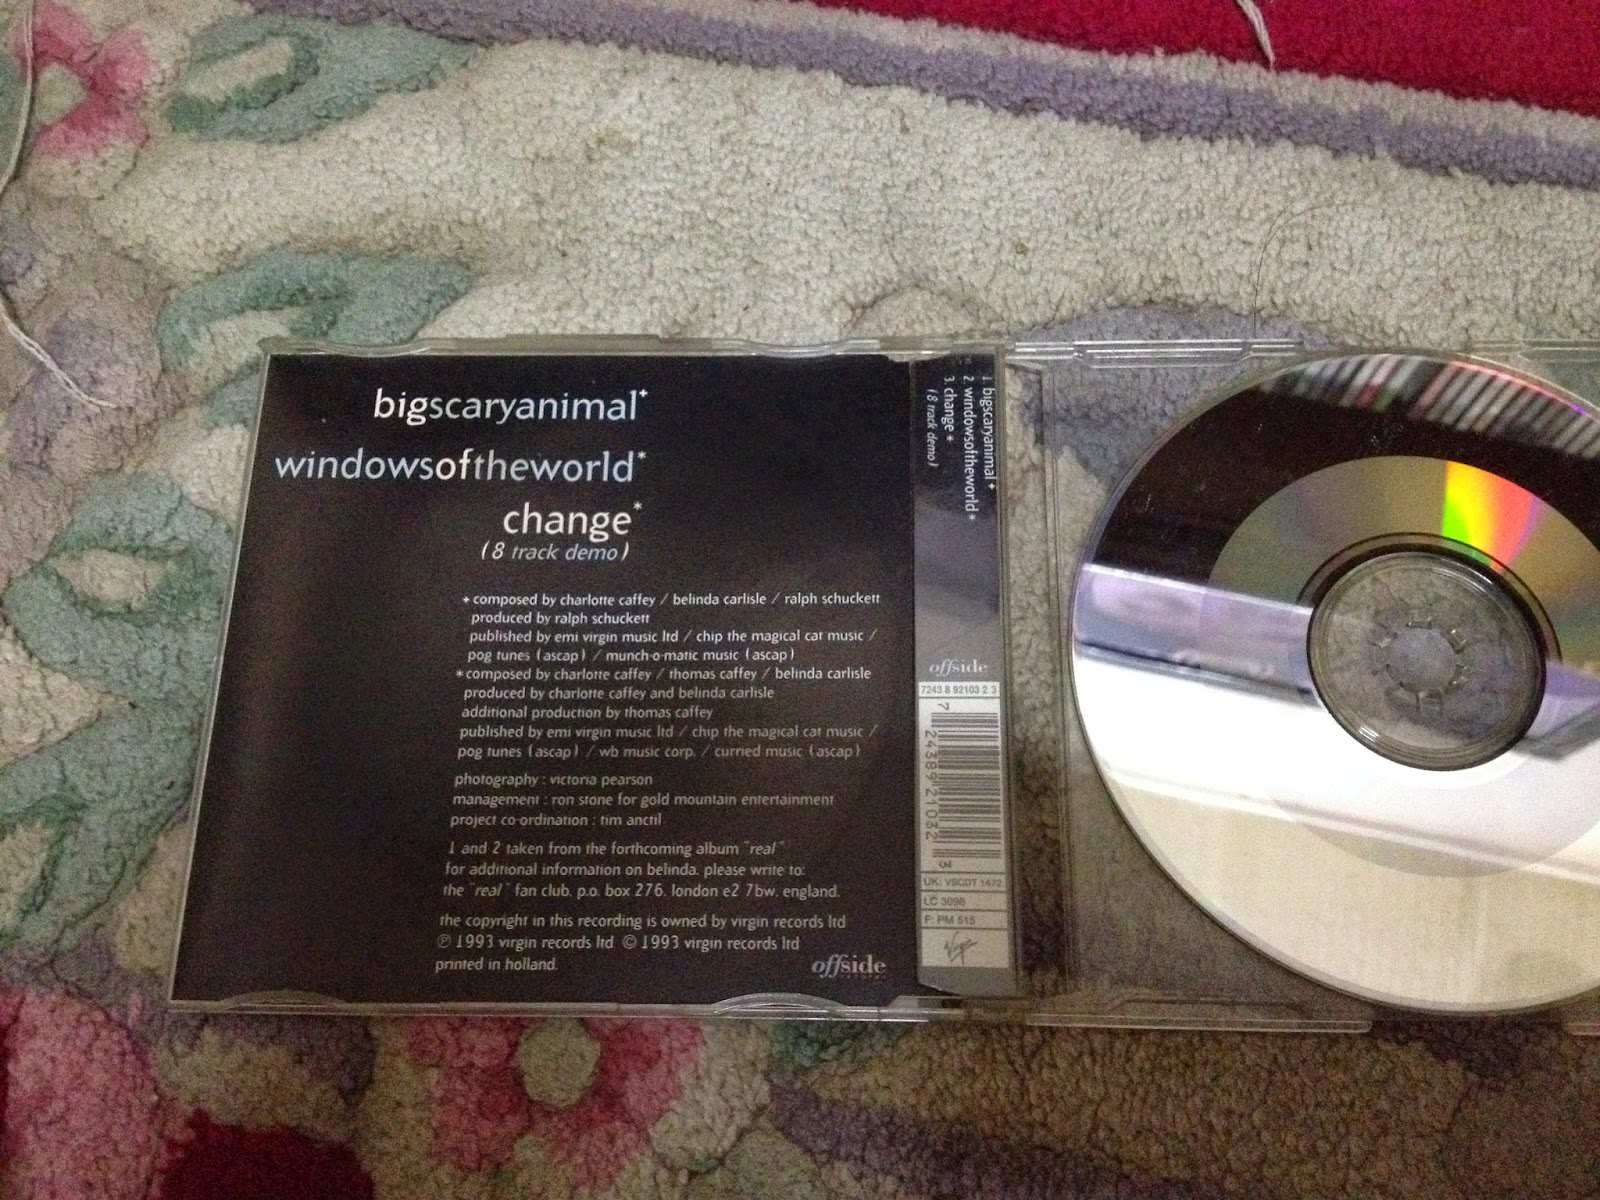 bigscaryanimal+
windowsoftheworld*
change*
(8 track demo)
+ composed by charlotte caffey / belinda carlisle / ralph schuckett
produced by ralph schuckett
published by emi virgin music ltd / chip the magical cat music /
pog tunes (ascap) / munch-o-matic music (ascap)
* composed by charlotte caffey / thomas caffey / belinda carlisle
produced by charlotte caffey and belinda carlisle
additional production by thomas caffey
published by emi virgin music ltd / chip the magical cat music /
pog tunes (ascap) / wb music corp. / curned music (ascap)
photography : victoria pearson
management : ron stone for gold mountain entertainment
project co-ordination : tim anctil
1 and 2 taken from the forthcoming album "real"
for additional information on belinda. please write to:
the "real" fan club. p.o. box 276. london e2 7bw. england.
the copyright in this recording is owned by virgin records ltd
℗ 1993 virgin records ltd © 1993 virgin records ltd
printed in holland.
offside
1. bigscaryanimal+
2. windowsoftheworld*
3. change*
(8 track demo)
offside
7243 8 92103 2 3
7 24389 21032 3
UK: VSCDT 1472
LC 3098
F: PM 515
Virgin